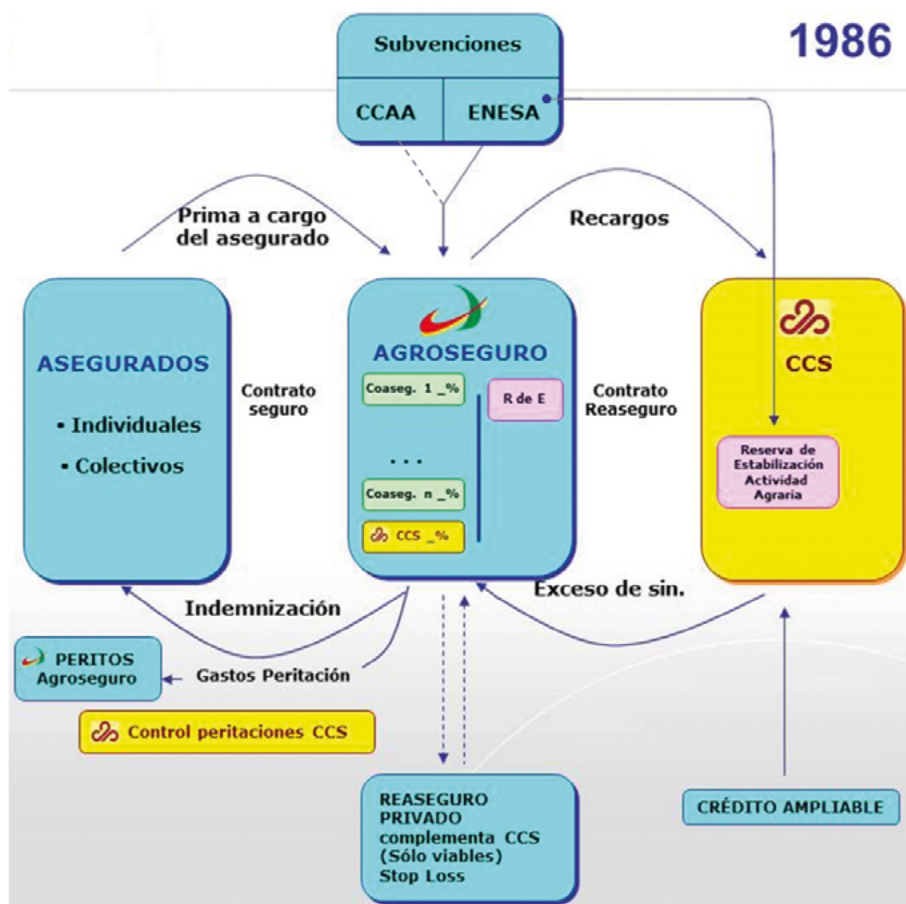 1986
Subvenciones
CCAA
ENESA
Prima a cargo
del asegurado
Recargos
ASEGURADOS
• Individuales
• Colectivos
Contrato
seguro
AGROSEGURO
Coaseg. 1 _%
R de E
...
Coaseg. n _%
CCS _%
Contrato
Reaseguro
CCS
Reserva de
Estabilización
Actividad
Agraria
Indemnización
Exceso de sin.
PERITOS
Agroseguro
Gastos Peritación
Control peritaciones CCS
REASEGURO
PRIVADO
complementa CCS
(Sólo viables)
Stop Loss
CRÉDITO AMPLIABLE